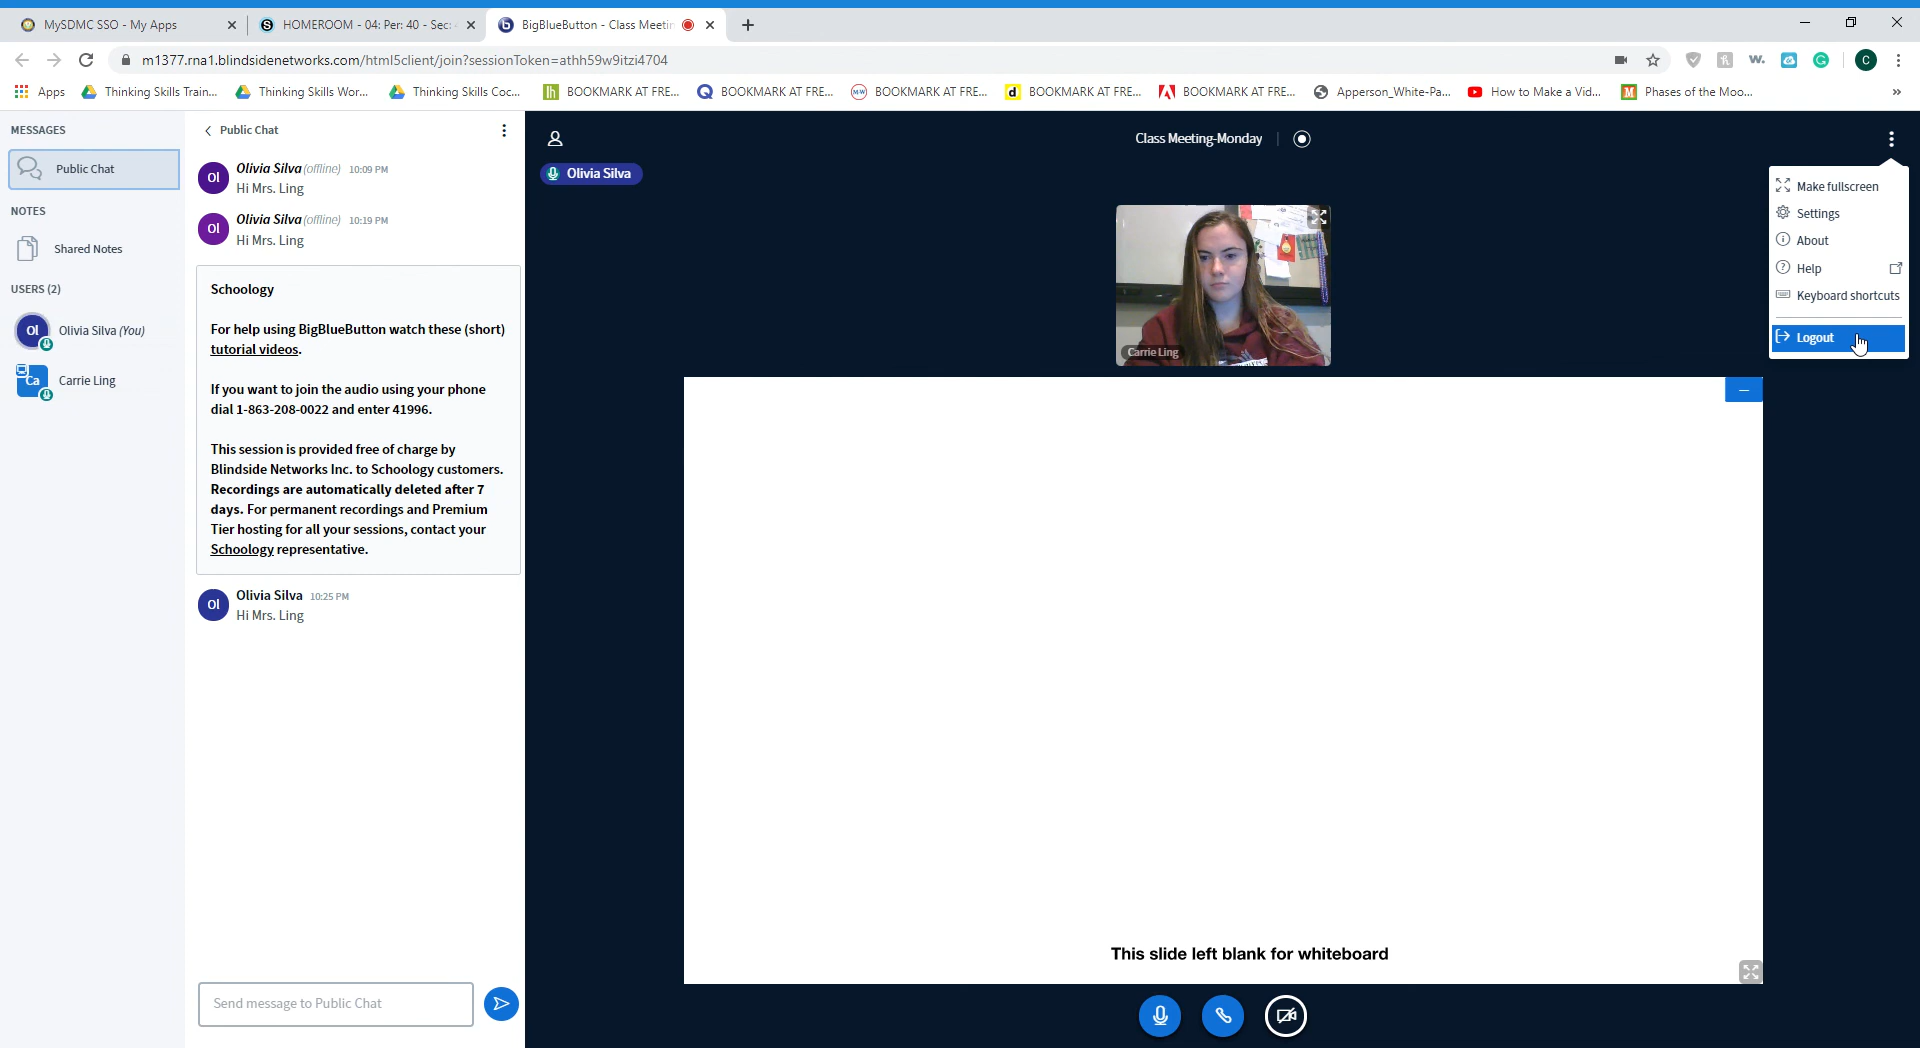 MySDMC SSO - My Apps
HOMEROOM - 04: Per: 40 - Sec:
BigBlueButton - Class Meetin
m1377.rna1.blindsidenetworks.com/html5client/join?sessionToken=athh59w9itzi4704
C
Apps
Thinking Skills Train...
Thinking Skills Wor...
Thinking Skills Coc...
BOOKMARK AT FRE...
BOOKMARK AT FRE...
BOOKMARK AT FRE...
BOOKMARK AT FRE...
BOOKMARK AT FRE...
Apperson_White-Pa...
How to Make a Vid...
Phases of the Moo...
»
MESSAGES
Public Chat
NOTES
Shared Notes
USERS (2)
Ol Olivia Silva (You)
Ca Carrie Ling
Public Chat
Ol Olivia Silva (offline) 10:09 PM
Hi Mrs. Ling
Ol Olivia Silva (offline) 10:19 PM
Hi Mrs. Ling
Schoology
For help using BigBlueButton watch these (short)
tutorial videos.
If you want to join the audio using your phone
dial 1-863-208-0022 and enter 41996.
This session is provided free of charge by
Blindside Networks Inc. to Schoology customers.
Recordings are automatically deleted after 7
days. For permanent recordings and Premium
Tier hosting for all your sessions, contact your
Schoology representative.
Ol Olivia Silva 10:25 PM
Hi Mrs. Ling
Send message to Public Chat
Class Meeting-Monday
Olivia Silva
Carrie Ling
Make fullscreen
Settings
About
Help
Keyboard shortcuts
Logout
This slide left blank for whiteboard